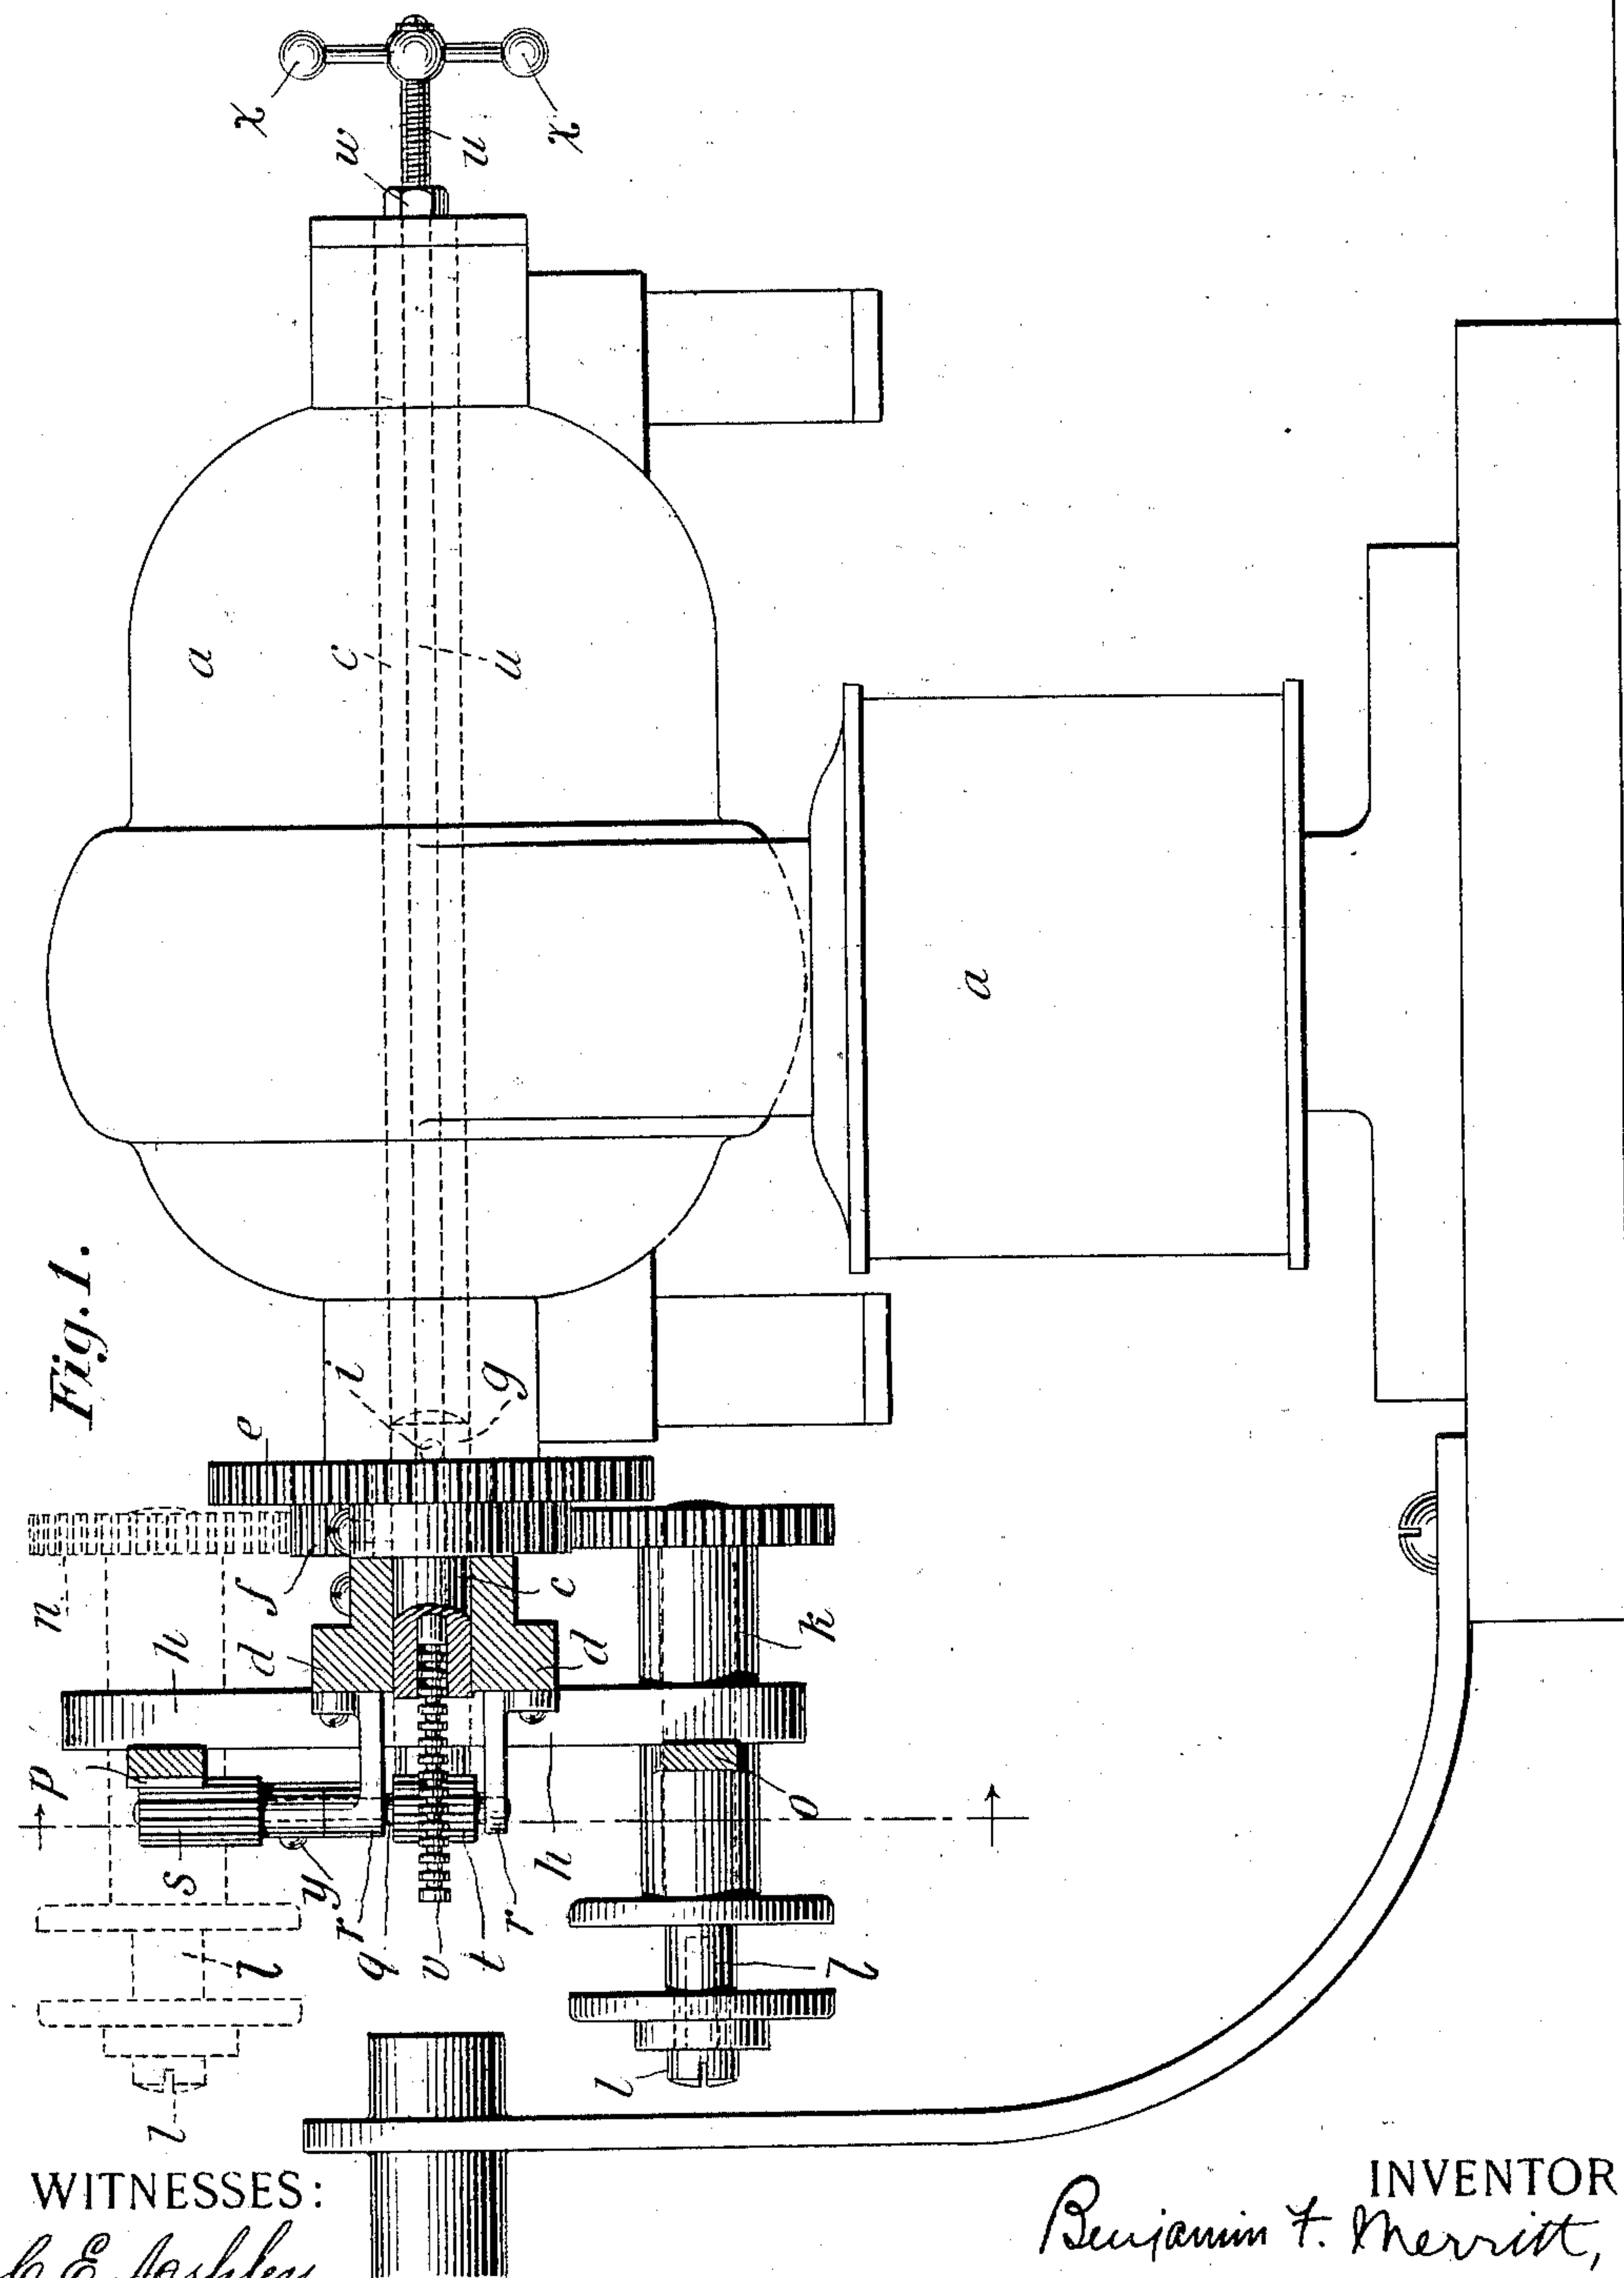 Fig. 1.
x
x
w
u
a
c
u
a
i
g
e
n
f
d
h
c
d
k
p
s
y
r
q
v
t
r
h
o
l
l
l
l
WITNESSES:
INVENTOR
Benjamin F. Merritt,